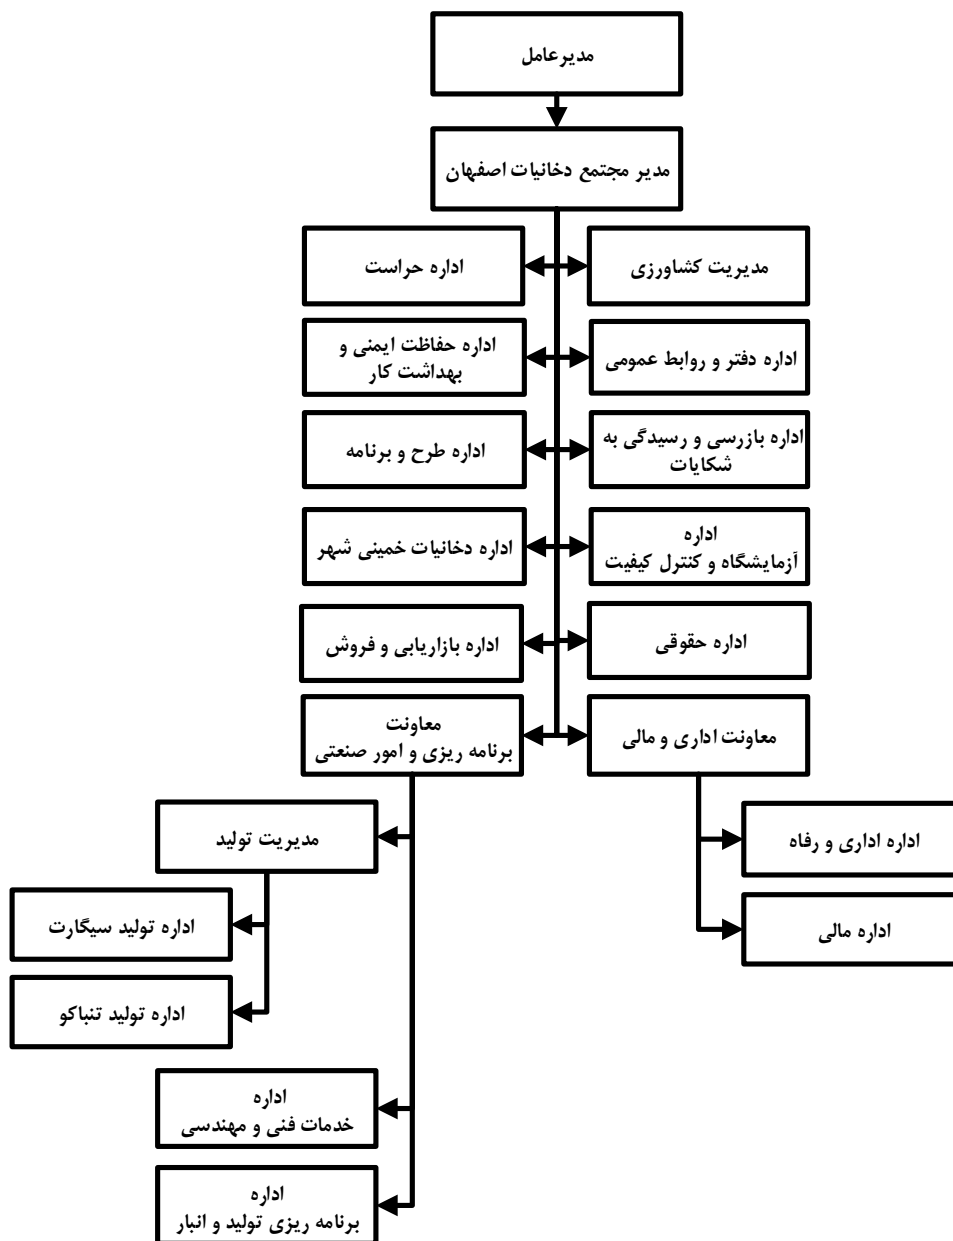 مدیرعامل
مدیر مجتمع دخانیات اصفهان
مدیریت کشاورزی
اداره حراست
اداره دفتر و روابط عمومی
اداره حفاظت ایمنی و
بهداشت کار
اداره بازرسی و رسیدگی به
شکایات
اداره طرح و برنامه
اداره
آزمایشگاه و کنترل کیفیت
اداره دخانیات خمینی شهر
اداره حقوقی
اداره بازاریابی و فروش
معاونت اداری و مالی
معاونت
برنامه ریزی و امور صنعتی
اداره اداری و رفاه
اداره مالی
مدیریت تولید
اداره تولید سیگارت
اداره تولید تنباکو
اداره
خدمات فنی و مهندسی
اداره
برنامه ریزی تولید و انبار